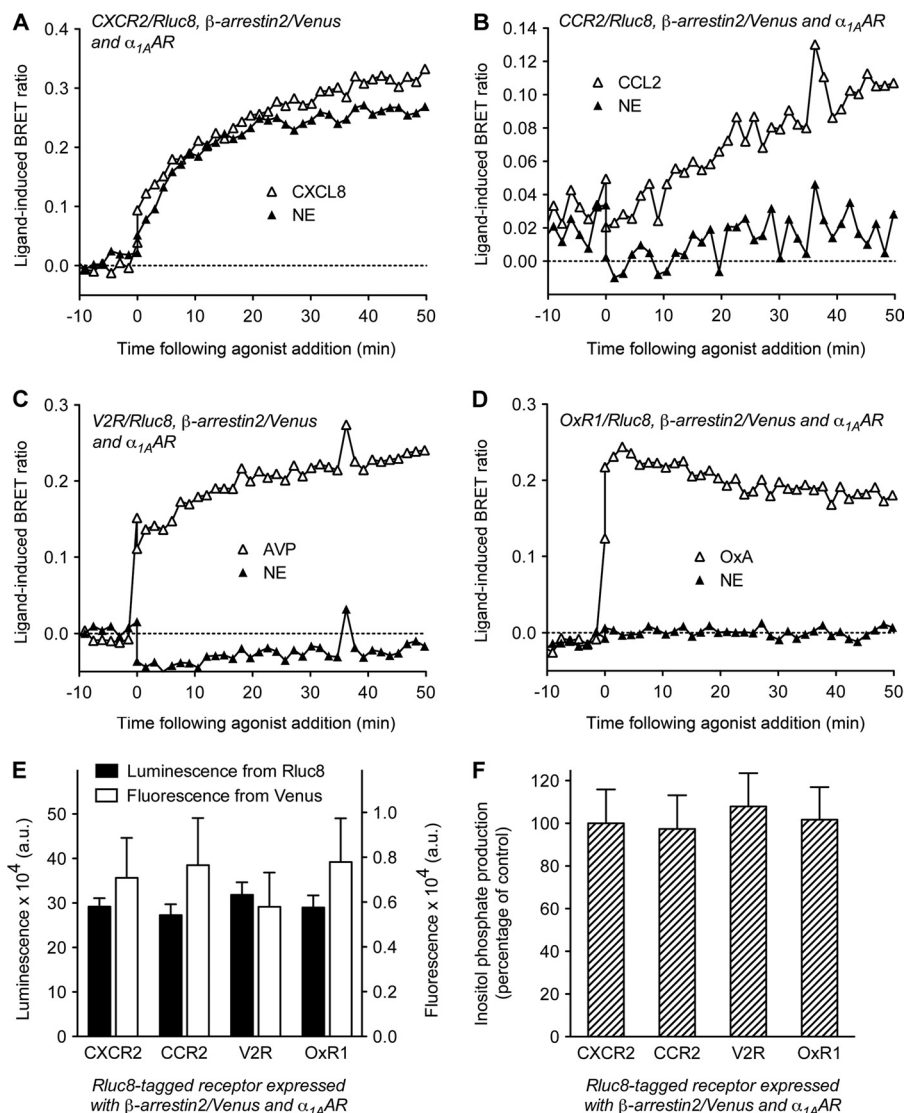 A
CXCR2/Rluc8, β-arrestin2/Venus
and α1AAR
Ligand-induced BRET ratio
0.4
0.3
0.2
0.1
0.0
CXCL8
NE
-10 0 10 20 30 40 50
Time following agonist addition (min)
B
CCR2/Rluc8, β-arrestin2/Venus and α1AAR
Ligand-induced BRET ratio
0.14
0.12
0.10
0.08
0.06
0.04
0.02
0.00
CCL2
NE
-10 0 10 20 30 40 50
Time following agonist addition (min)
C
V2R/Rluc8, β-arrestin2/Venus
and α1AAR
Ligand-induced BRET ratio
0.3
0.2
0.1
0.0
AVP
NE
-10 0 10 20 30 40 50
Time following agonist addition (min)
D
OxR1/Rluc8, β-arrestin2/Venus and α1AAR
Ligand-induced BRET ratio
0.3
0.2
0.1
0.0
OxA
NE
-10 0 10 20 30 40 50
Time following agonist addition (min)
E
Luminescence from Rluc8
Fluorescence from Venus
Luminescence x 10⁴ (a.u.)
50
40
30
20
10
0
Fluorescence x 10⁴ (a.u.)
1.0
0.8
0.6
0.4
0.2
0.0
CXCR2 CCR2 V2R OxR1
Rluc8-tagged receptor expressed
with β-arrestin2/Venus and α1AAR
F
Inositol phosphate production
(percentage of control)
120
100
80
60
40
20
0
CXCR2 CCR2 V2R OxR1
Rluc8-tagged receptor expressed
with β-arrestin2/Venus and α1AAR